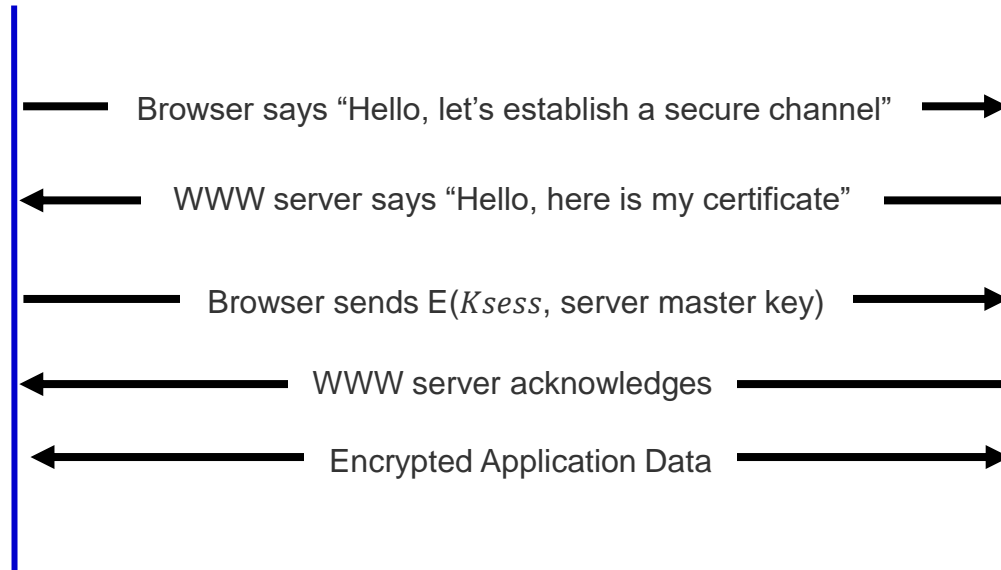 Browser says “Hello, let’s establish a secure channel”
WWW server says “Hello, here is my certificate”
Browser sends E(𝐾𝑠𝑒𝑠𝑠, server master key)
WWW server acknowledges
Encrypted Application Data